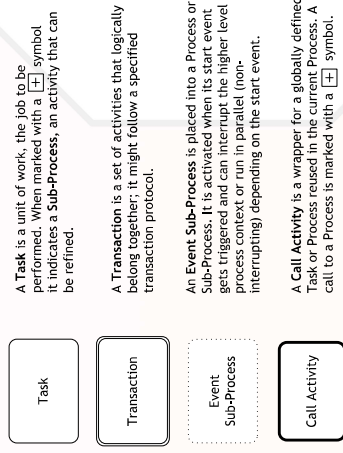 Task
A Task is a unit of work, the job to be
performed. When marked with a + symbol
it indicates a Sub-Process, an activity that can
be refined.
Transaction
A Transaction is a set of activities that logically
belong together; it might follow a specified
transaction protocol.
Event
Sub-Process
An Event Sub-Process is placed into a Process or
Sub-Process. It is activated when its start event
gets triggered and can interrupt the higher level
process context or run in parallel (non-
interrupting) depending on the start event.
Call Activity
A Call Activity is a wrapper for a globally defined
Task or Process reused in the current Process. A
call to a Process is marked with a + symbol.